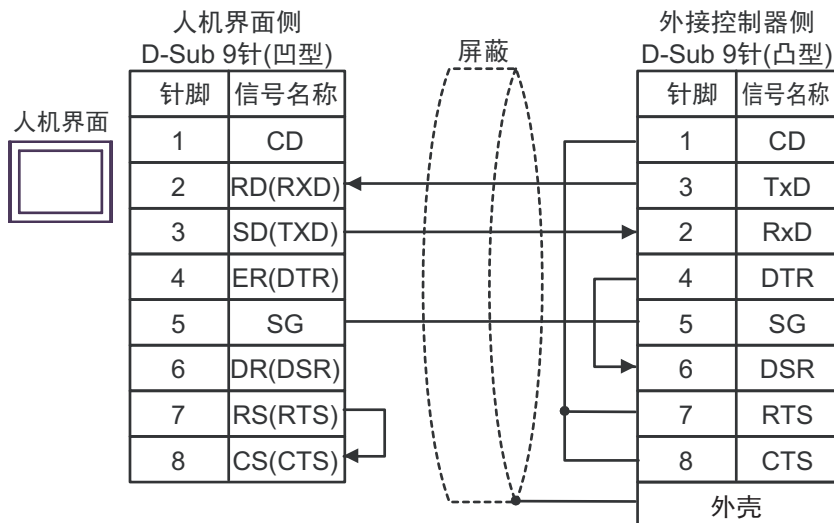 人机界面侧
D-Sub 9针(凹型)
屏蔽
外接控制器侧
D-Sub 9针(凸型)
人机界面
针脚 信号名称
1 CD
2 RD(RXD)
3 SD(TXD)
4 ER(DTR)
5 SG
6 DR(DSR)
7 RS(RTS)
8 CS(CTS)
针脚 信号名称
1 CD
3 TxD
2 RxD
4 DTR
5 SG
6 DSR
7 RTS
8 CTS
外壳